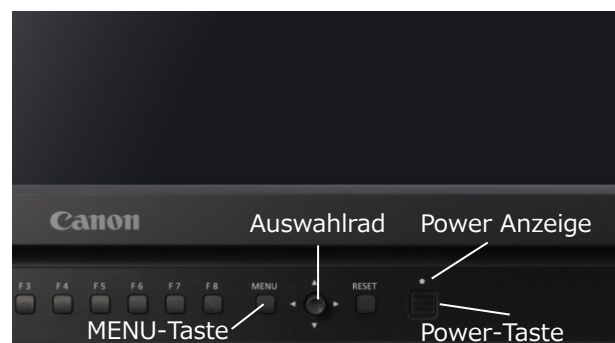 Canon
Auswahlrad
Power Anzeige
F3 F4 F5 F6 F7 F8 MENU RESET
MENU-Taste
Power-Taste